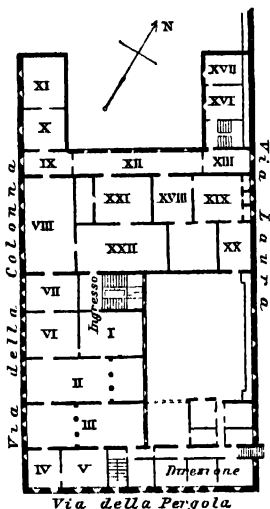 N
XI
XVII
X
XVI
IX
XII
XIII
XXI
XVIII
XIX
VIII
XXII
XX
VII
Ingresso
VI
I
II
III
IV
V
Direzione
Via della Colonna
Via Laura
Via della Pergola